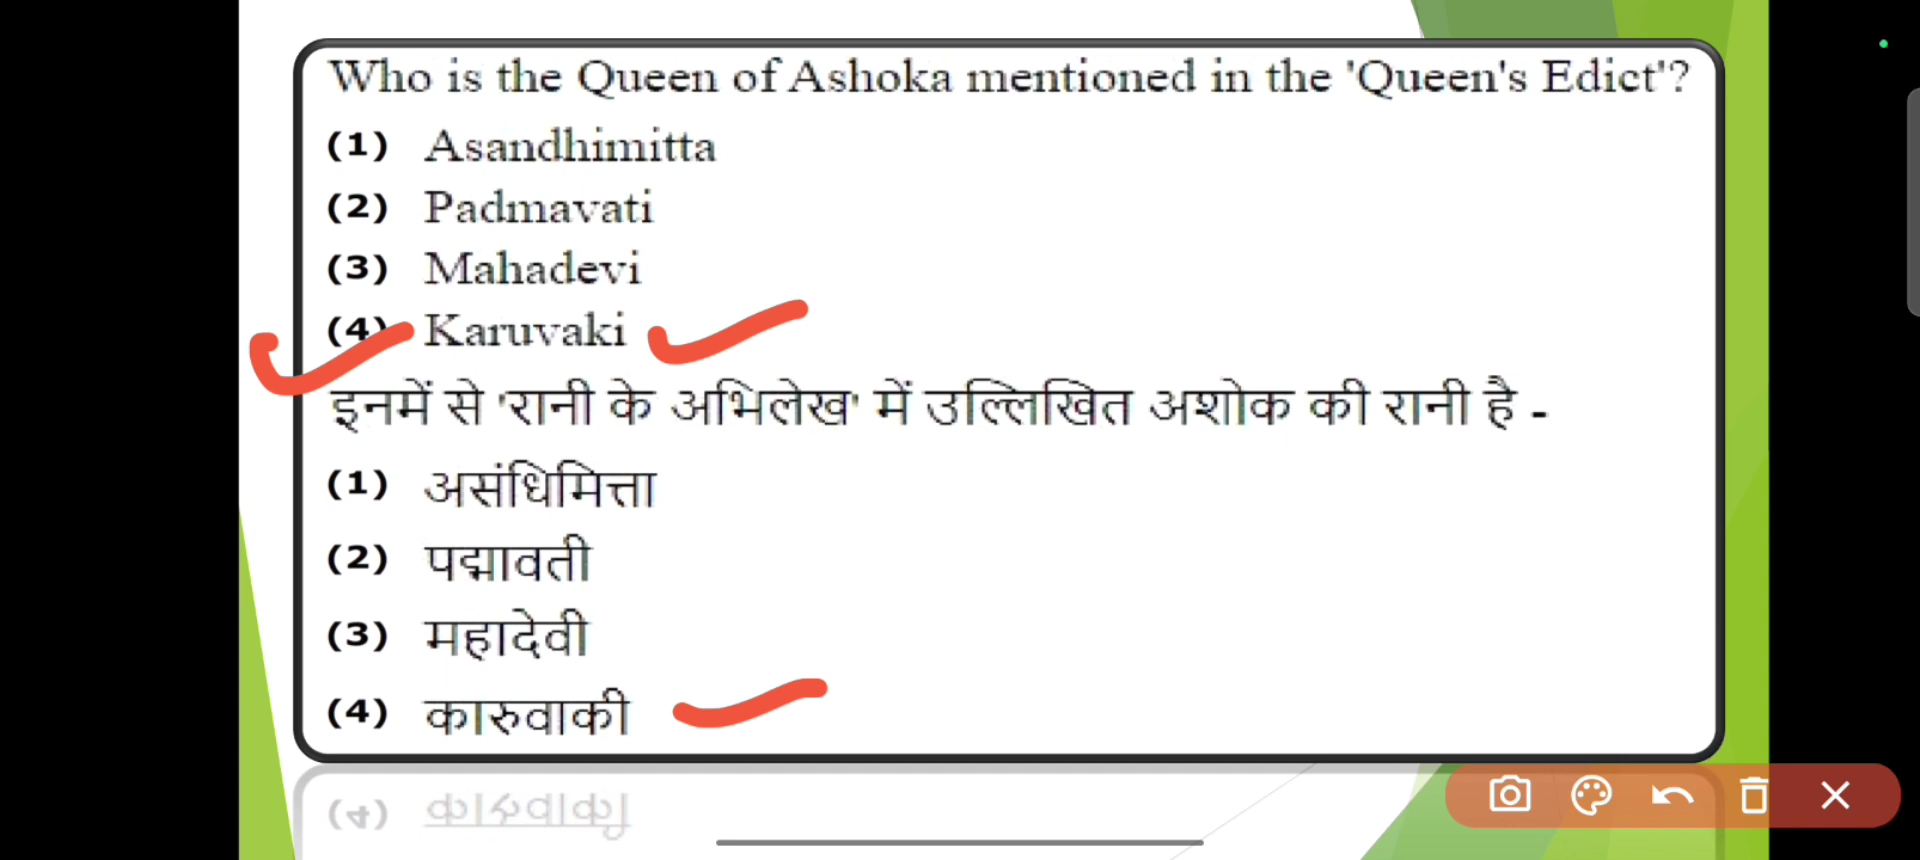 Who is the Queen of Ashoka mentioned in the 'Queen's Edict'?
(1) Asandhimitta
(2) Padmavati
(3) Mahadevi
(4) Karuvaki
इनमें से 'रानी के अभिलेख' में उल्लिखित अशोक की रानी है -
(1) असंधिमित्ता
(2) पद्मावती
(3) महादेवी
(4) कारुवाकी